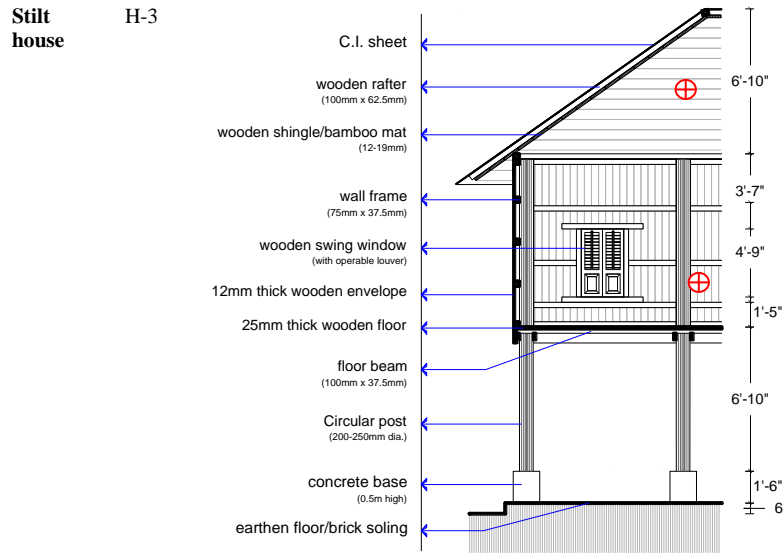 Stilt house
H-3
C.I. sheet
wooden rafter
(100mm x 62.5mm)
wooden shingle/bamboo mat
(12-19mm)
wall frame
(75mm x 37.5mm)
wooden swing window
(with operable louver)
12mm thick wooden envelope
25mm thick wooden floor
floor beam
(100mm x 37.5mm)
Circular post
(200-250mm dia.)
concrete base
(0.5m high)
earthen floor/brick soling
6'-10"
3'-7"
4'-9"
1'-5"
6'-10"
1'-6"
6